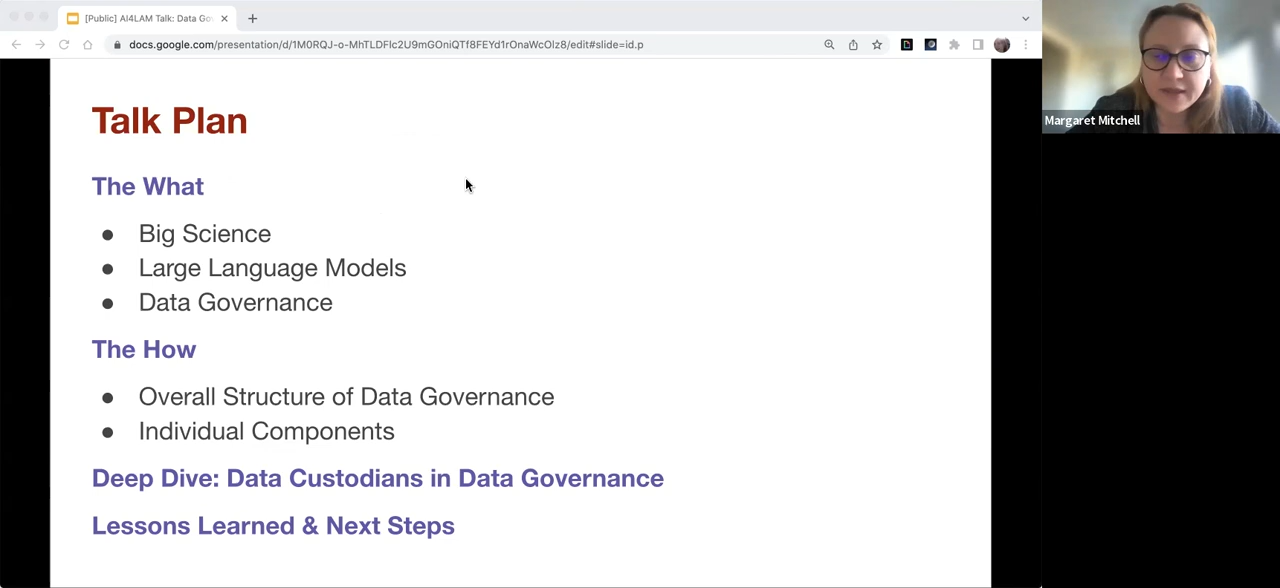 [Public] AI4LAM Talk: Data Go
docs.google.com/presentation/d/1M0RQJ-o-MhTLDFlc2U9mGOniQTf8FEYd1rOnaWcOlz8/edit#slide=id.p
Talk Plan
The What
● Big Science
● Large Language Models
● Data Governance
The How
● Overall Structure of Data Governance
● Individual Components
Deep Dive: Data Custodians in Data Governance
Lessons Learned & Next Steps
Margaret Mitchell